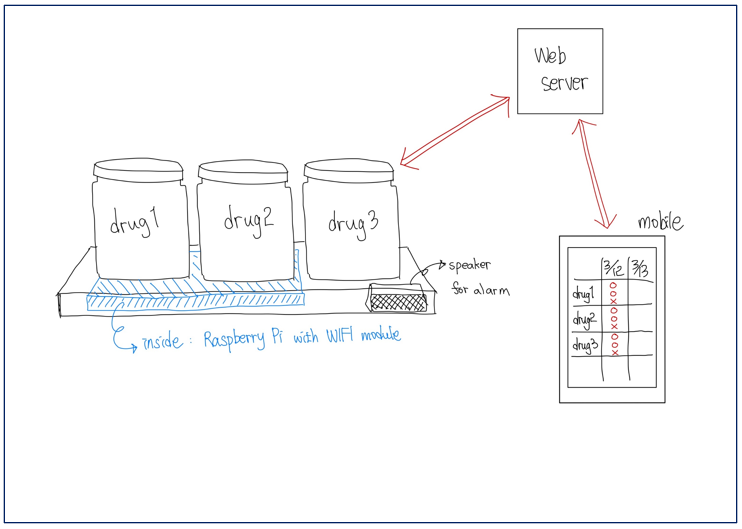 Web
server
mobile
drug1
drug2
drug3
speaker
for alarm
inside : Raspberry Pi with WIFI module
3/12 3/13
drug1 O O X
drug2 O O X
drug3 O O X